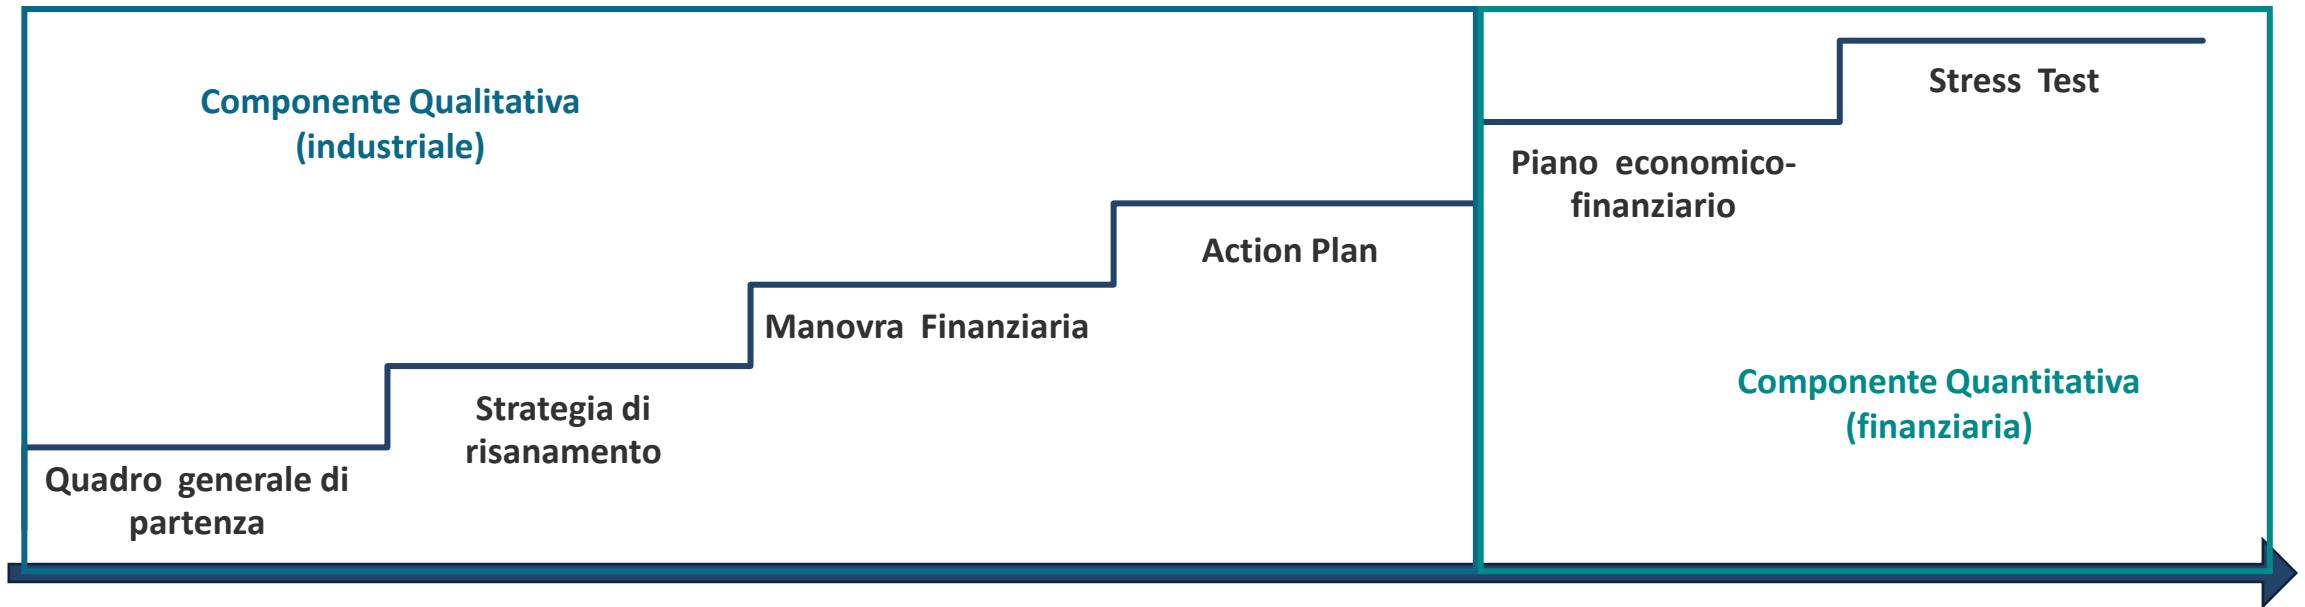 Componente Qualitativa
(industriale)
Quadro generale di
partenza
Strategia di
risanamento
Manovra Finanziaria
Action Plan
Piano economico-
finanziario
Stress Test
Componente Quantitativa
(finanziaria)